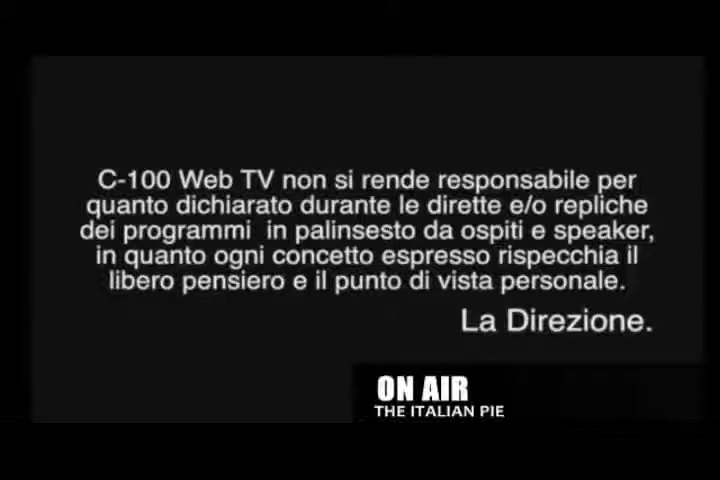 C-100 Web TV non si rende responsabile per
quanto dichiarato durante le dirette e/o repliche
dei programmi in palinsesto da ospiti e speaker,
in quanto ogni concetto espresso rispecchia il
libero pensiero e il punto di vista personale.
La Direzione.
ON AIR
THE ITALIAN PIE